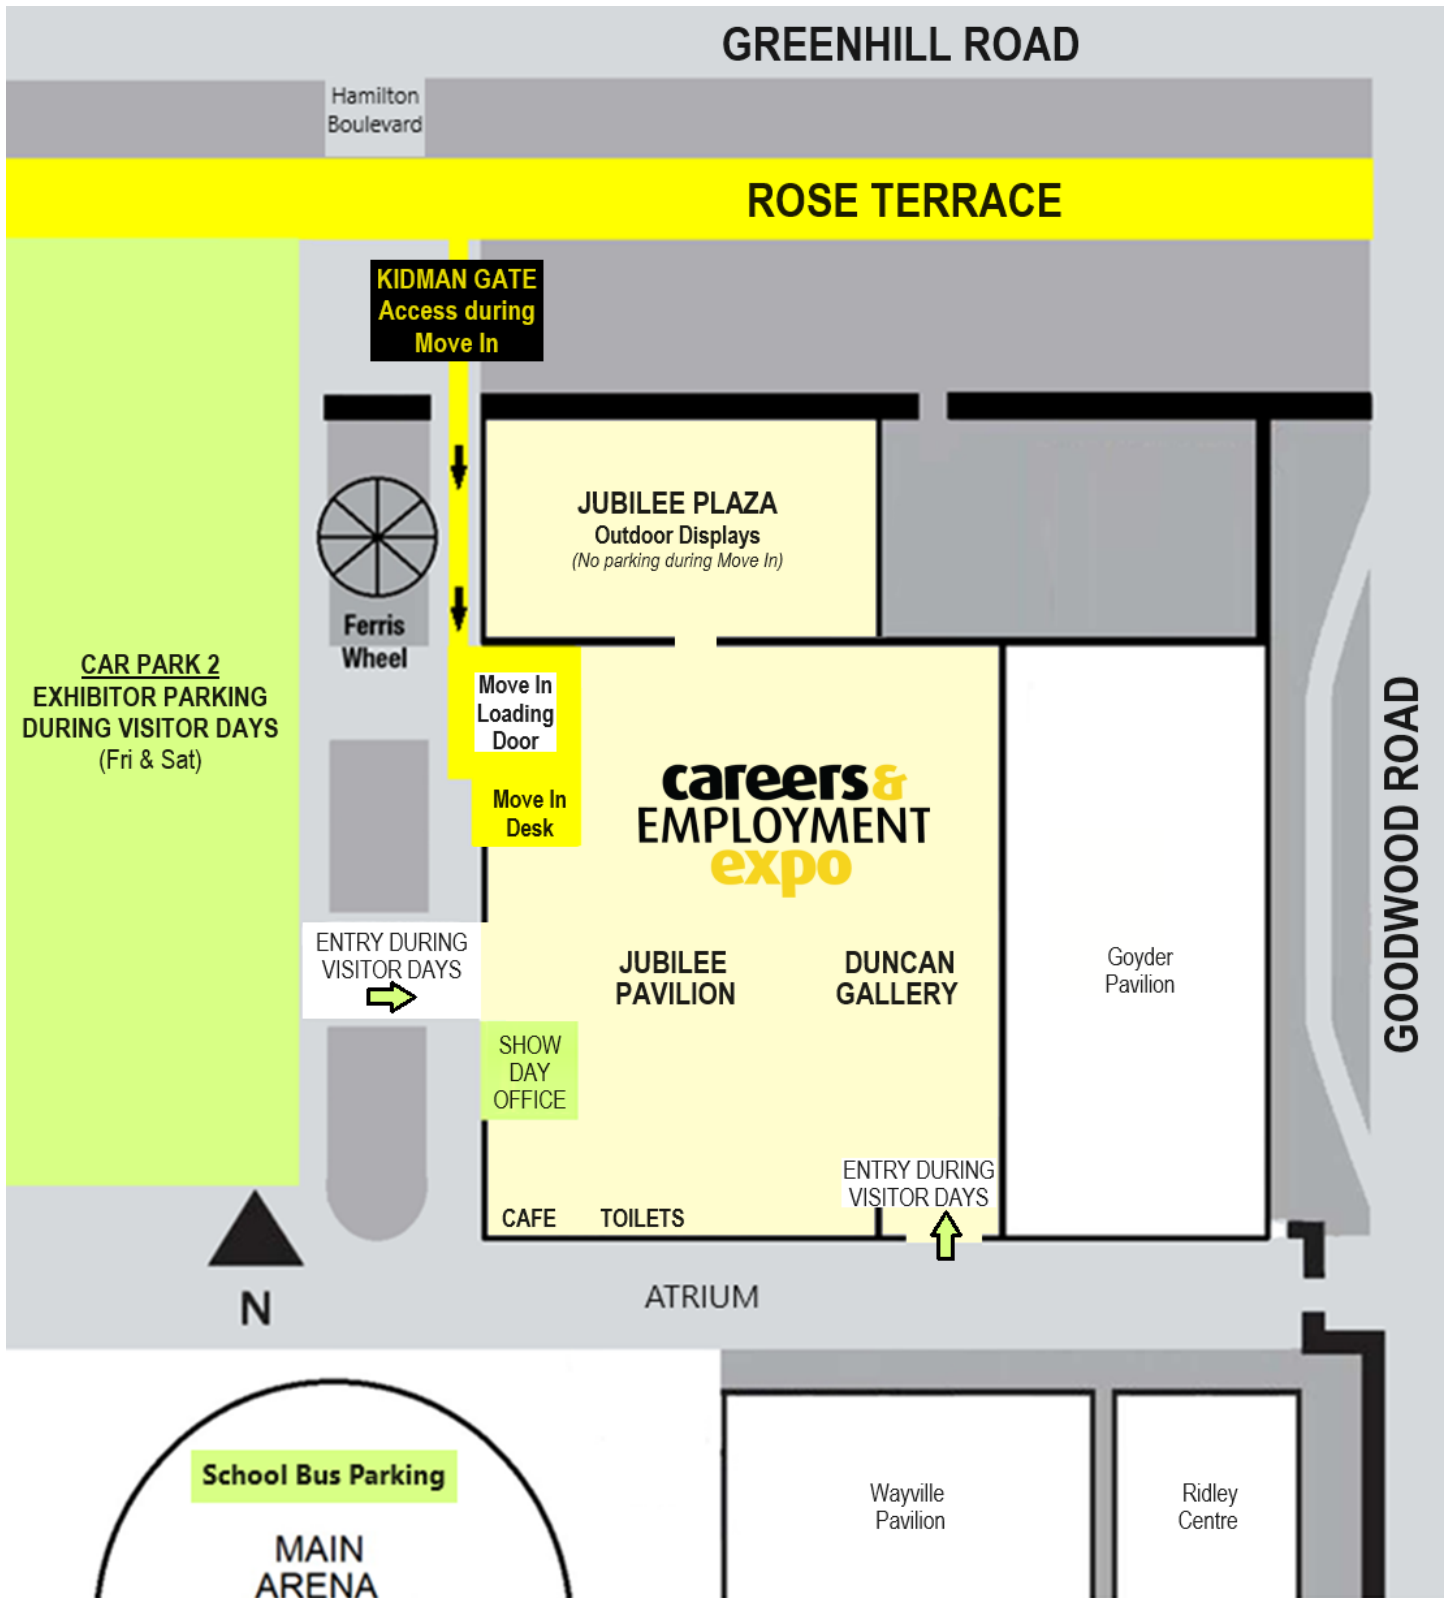 GREENHILL ROAD
Hamilton
Boulevard
ROSE TERRACE
KIDMAN GATE
Access during
Move In
JUBILEE PLAZA
Outdoor Displays
(No parking during Move In)
Ferris
Wheel
CAR PARK 2
EXHIBITOR PARKING
DURING VISITOR DAYS
(Fri & Sat)
Move In
Loading
Door
Move In
Desk
careers&
EMPLOYMENT
expo
GOODWOOD ROAD
ENTRY DURING
VISITOR DAYS
JUBILEE
PAVILION
DUNCAN
GALLERY
Goyder
Pavilion
SHOW
DAY
OFFICE
ENTRY DURING
VISITOR DAYS
CAFE
TOILETS
N
ATRIUM
School Bus Parking
MAIN
ARENA
Wayville
Pavilion
Ridley
Centre